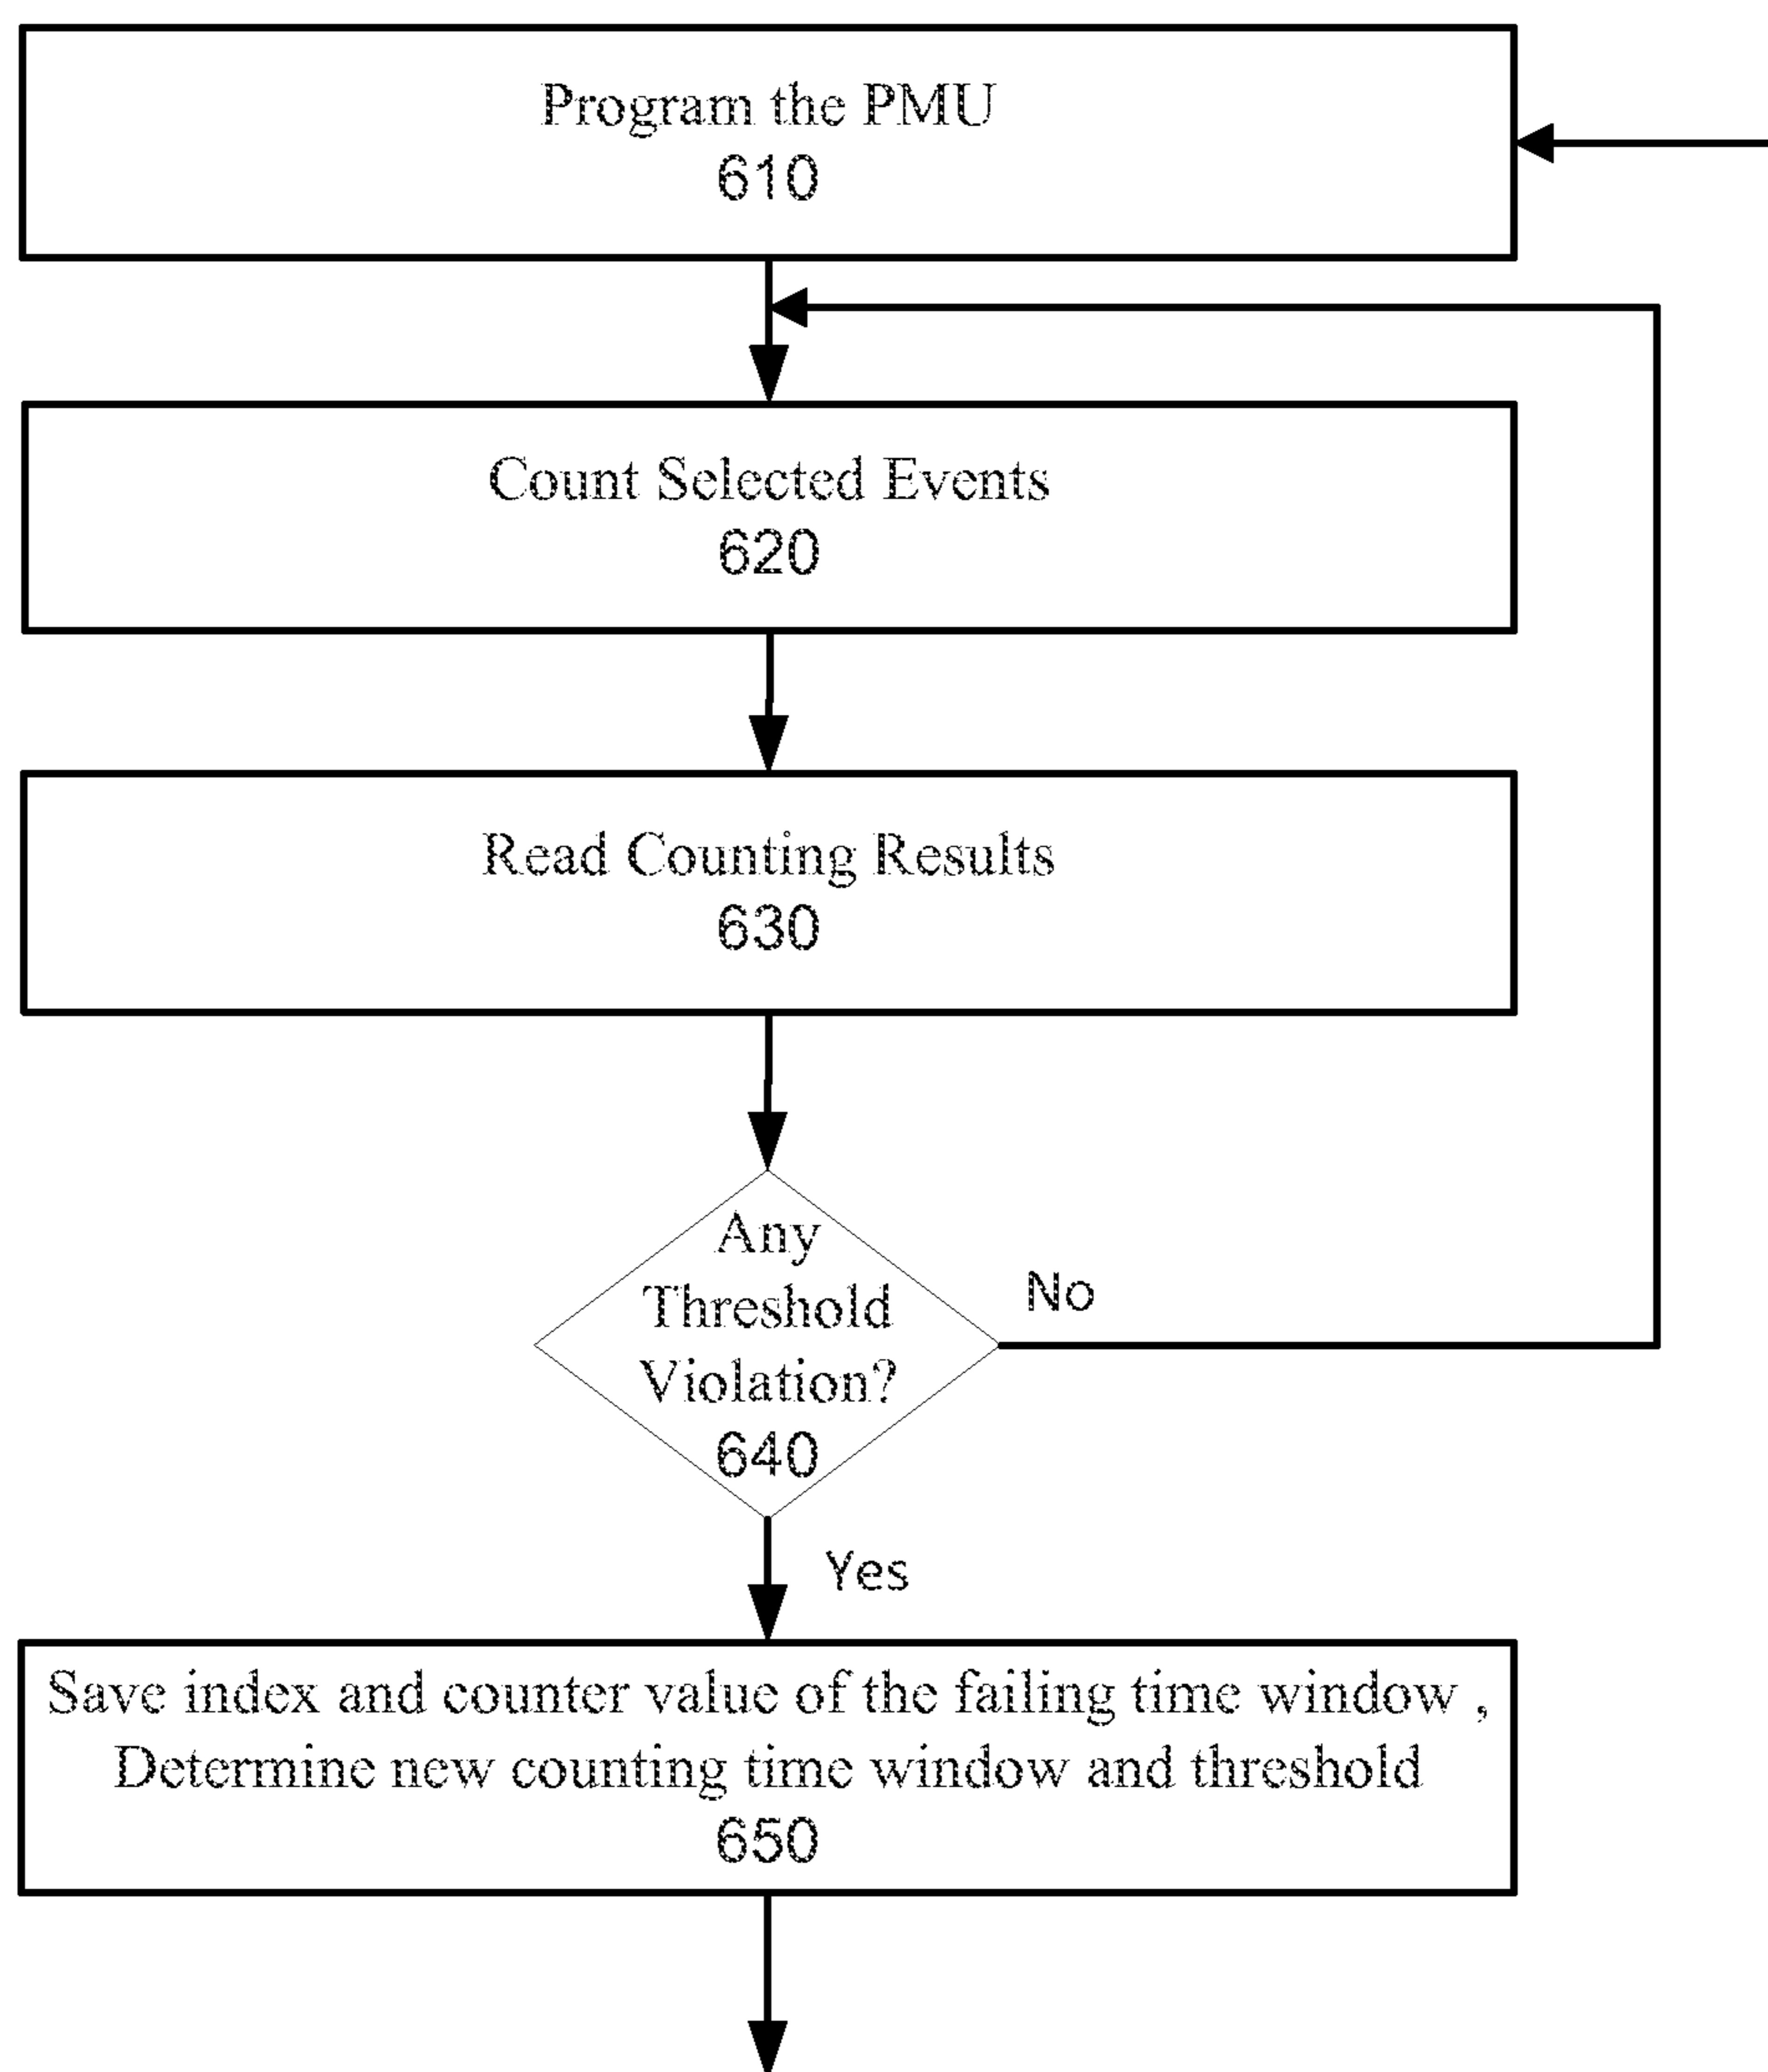 Program the PMU
610
Count Selected Events
620
Read Counting Results
630
Any
Threshold
Violation?
640
No
Yes
Save index and counter value of the failing time window ,
Determine new counting time window and threshold
650